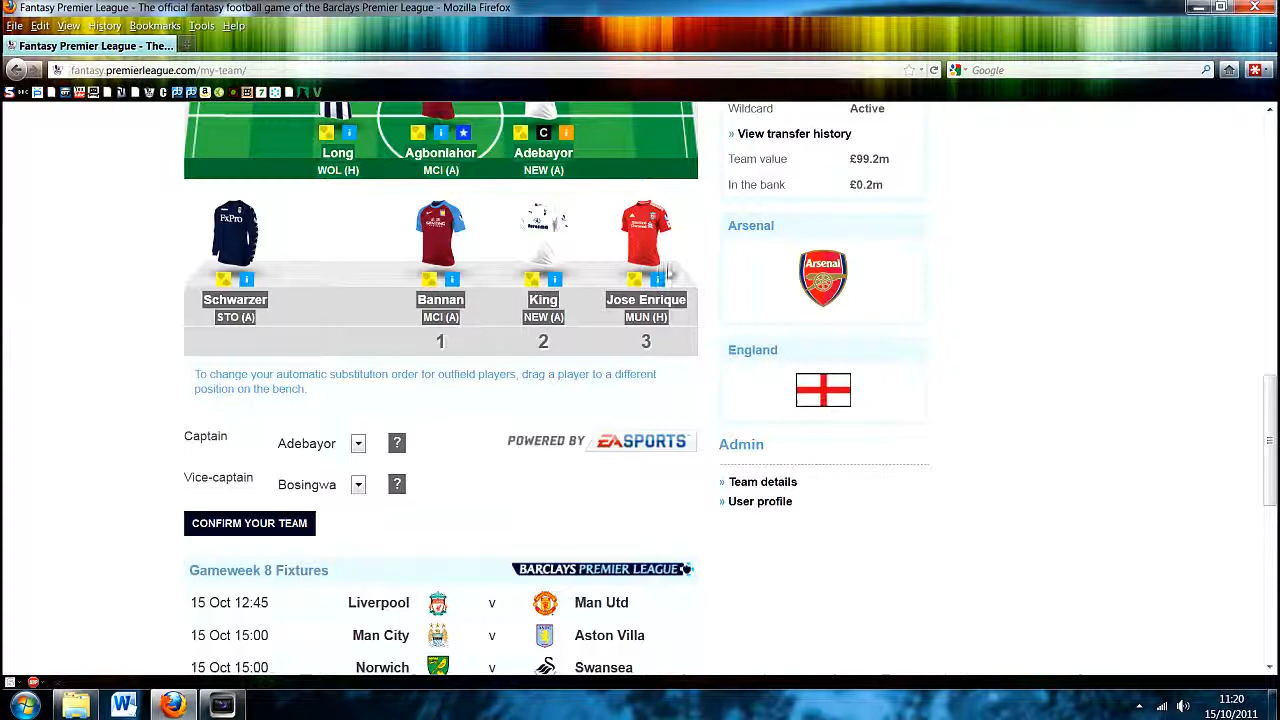 Fantasy Premier League - The official fantasy football game of the Barclays Premier League - Mozilla Firefox
File Edit View History Bookmarks Tools Help
Fantasy Premier League - The...
fantasy.premierleague.com/my-team/
Google
Wildcard Active
» View transfer history
Team value £99.2m
In the bank £0.2m
Long Agbonlahor Adebayor
WOL (H) MCI (A) NEW (A)
C
FxPro
Schwarzer Bannan King Jose Enrique
STO (A) MCI (A) NEW (A) MUN (H)
1 2 3
To change your automatic substitution order for outfield players, drag a player to a different
position on the bench.
Captain Adebayor ?
POWERED BY EA SPORTS
Vice-captain Bosingwa ?
CONFIRM YOUR TEAM
Arsenal
Arsenal
England
Admin
» Team details
» User profile
Gameweek 8 Fixtures BARCLAYS PREMIER LEAGUE
15 Oct 12:45 Liverpool v Man Utd
15 Oct 15:00 Man City v Aston Villa
15 Oct 15:00 Norwich v Swansea
11:20
15/10/2011